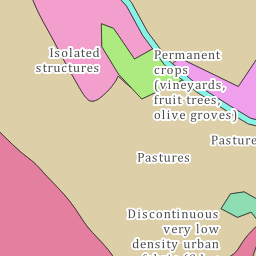 Isolated
structures
Permanent
crops
(vineyards,
fruit trees,
olive groves)
Pasture
Pastures
Discontinuous
very low
density urban